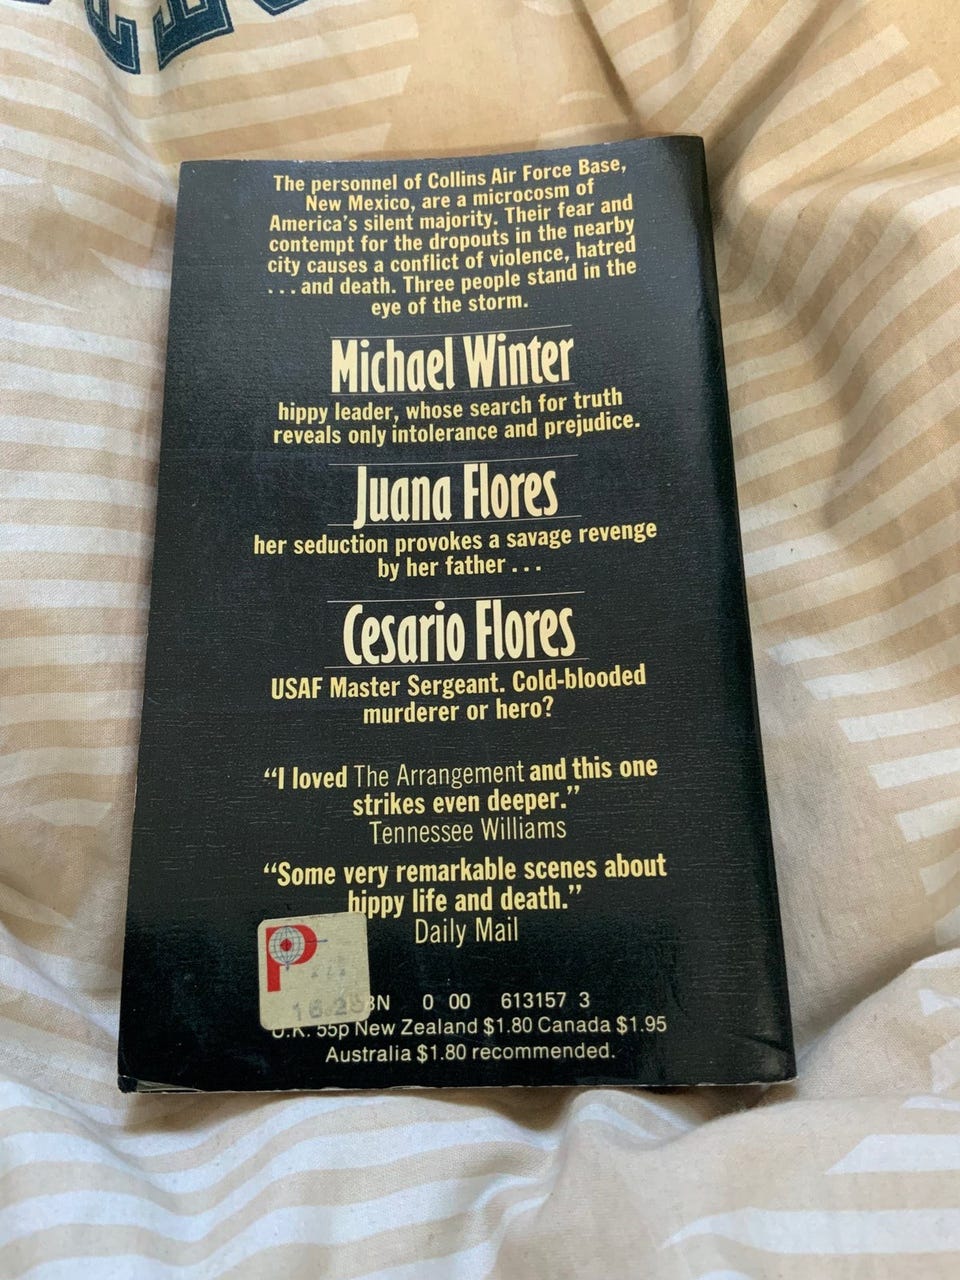 The personnel of Collins Air Force Base,
New Mexico, are a microcosm of
America's silent majority. Their fear and
contempt for the dropouts in the nearby
city causes a conflict of violence, hatred
...and death. Three people stand in the
eye of the storm.
Michael Winter
hippy leader, whose search for truth
reveals only intolerance and prejudice.
Juana Flores
her seduction provokes a savage revenge
by her father...
Cesario Flores
USAF Master Sergeant. Cold-blooded
murderer or hero?
“I loved The Arrangement and this one
strikes even deeper.”
Tennessee Williams
“Some very remarkable scenes about
hippy life and death.”
Daily Mail
P
BN 0 00 613157 3
U.K. 55p New Zealand $1.80 Canada $1.95
Australia $1.80 recommended.